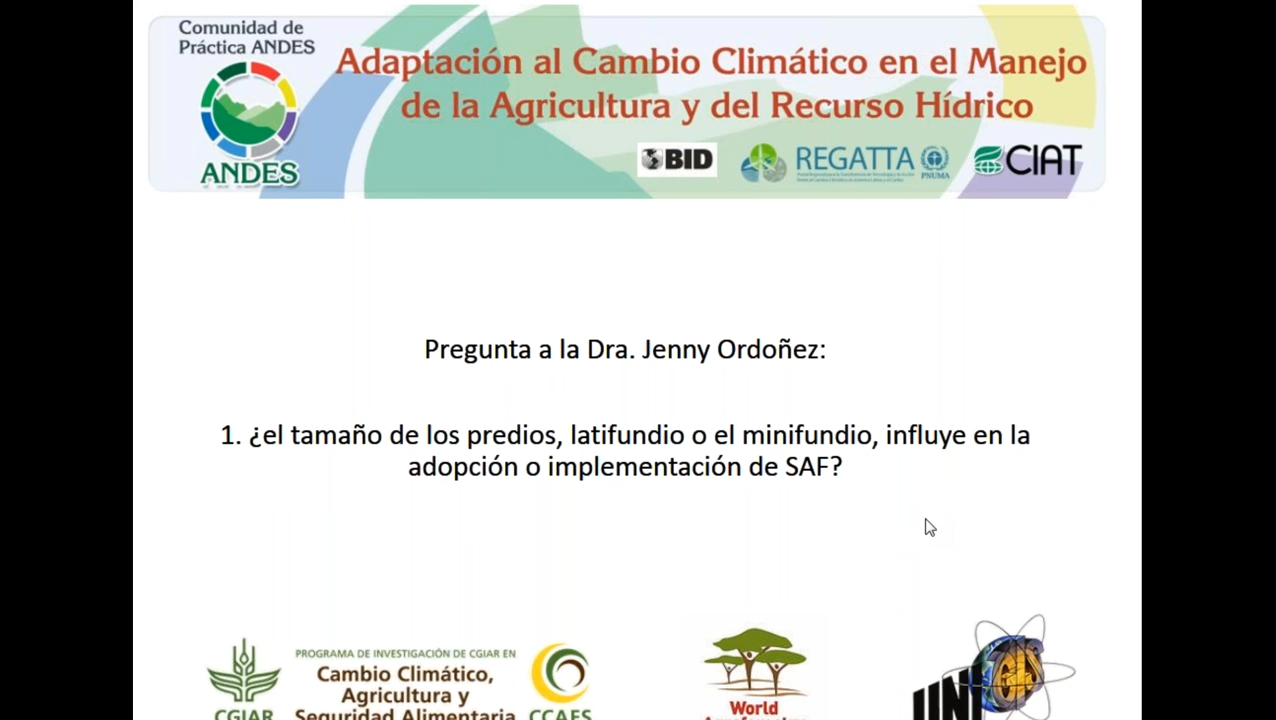 Comunidad de
Práctica ANDES
Adaptación al Cambio Climático en el Manejo
de la Agricultura y del Recurso Hídrico
ANDES
BID
REGATTA
PNUMA
CIAT
Pregunta a la Dra. Jenny Ordoñez:
1. ¿el tamaño de los predios, latifundio o el minifundio, influye en la
adopción o implementación de SAF?
PROGRAMA DE INVESTIGACIÓN DE CGIAR EN
Cambio Climático,
Agricultura y
Seguridad Alimentaria
CGIAR
CCAFS
World